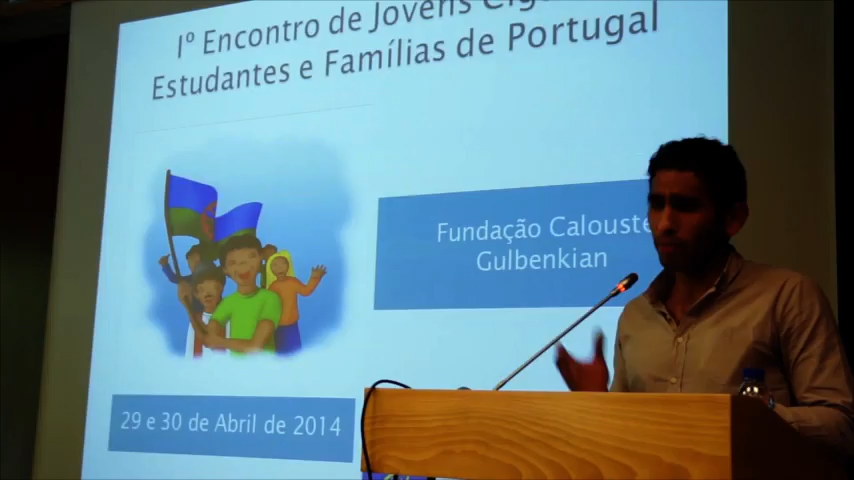 Iº Encontro de Jovens
Estudantes e Famílias de Portugal
Fundação Calouste
Gulbenkian
29 e 30 de Abril de 2014